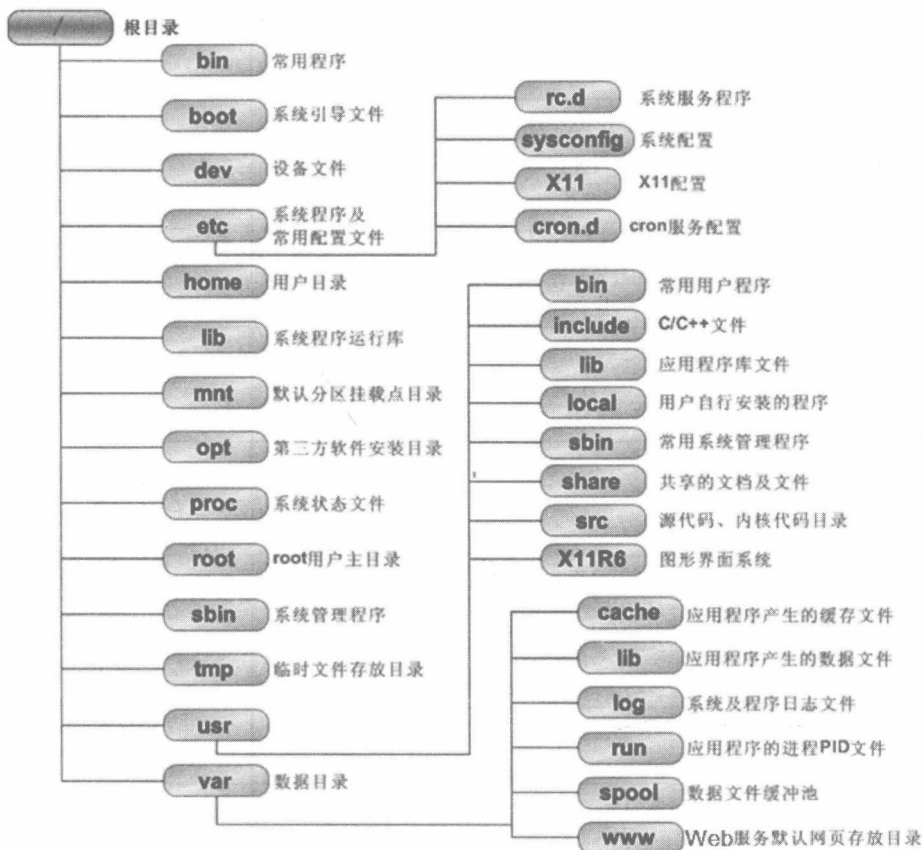 / 根目录
bin 常用程序
boot 系统引导文件
dev 设备文件
etc 系统程序及
常用配置文件
rc.d 系统服务程序
sysconfig 系统配置
X11 X11配置
cron.d cron服务配置
home 用户目录
lib 系统程序运行库
mnt 默认分区挂载点目录
opt 第三方软件安装目录
proc 系统状态文件
root root用户主目录
sbin 系统管理程序
tmp 临时文件存放目录
usr
bin 常用用户程序
include C/C++文件
lib 应用程序库文件
local 用户自行安装的程序
sbin 常用系统管理程序
share 共享的文档及文件
src 源代码、内核代码目录
X11R6 图形界面系统
var 数据目录
cache 应用程序产生的缓存文件
lib 应用程序产生的数据文件
log 系统及程序日志文件
run 应用程序的进程PID文件
spool 数据文件缓冲池
www Web服务默认网页存放目录